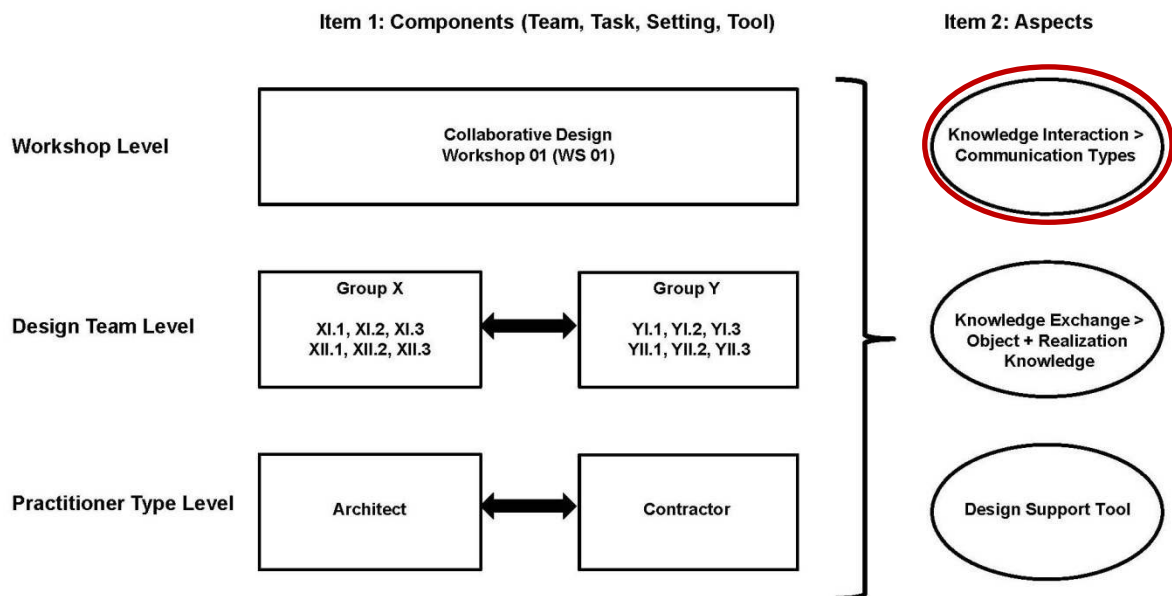 Item 1: Components (Team, Task, Setting, Tool)
Item 2: Aspects
Workshop Level
Collaborative Design
Workshop 01 (WS 01)
Knowledge Interaction >
Communication Types
Design Team Level
Group X
XI.1, XI.2, XI.3
XII.1, XII.2, XII.3
Group Y
YI.1, YI.2, YI.3
YII.1, YII.2, YII.3
Knowledge Exchange >
Object + Realization
Knowledge
Practitioner Type Level
Architect
Contractor
Design Support Tool